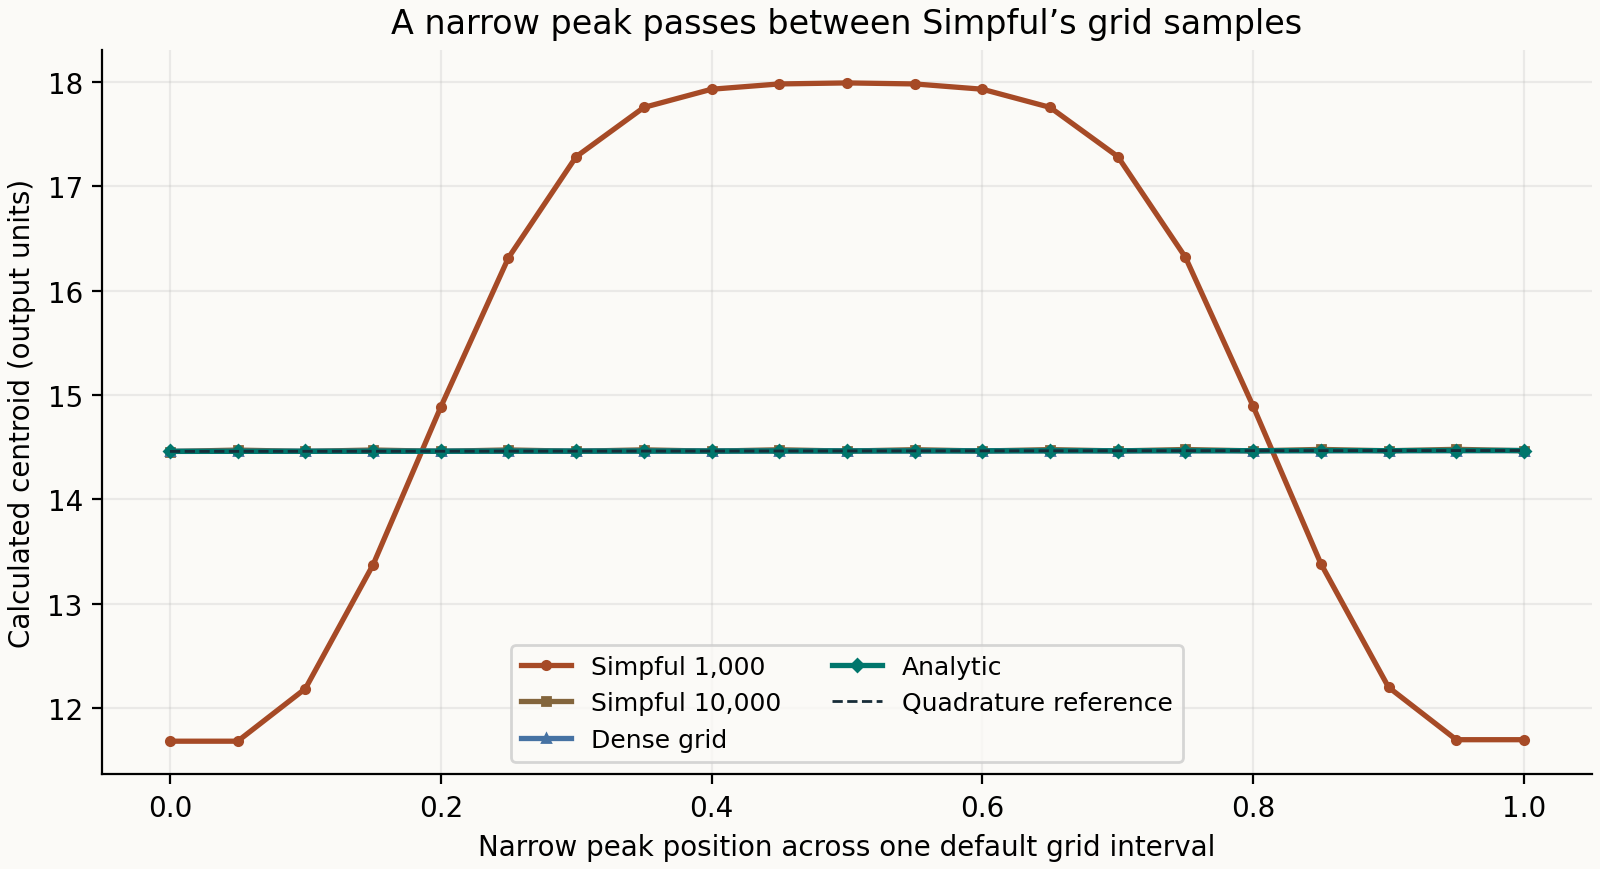 A narrow peak passes between Simpful’s grid samples
Calculated centroid (output units)
18
17
16
15
14
13
12
Simpful 1,000
Simpful 10,000
Dense grid
Analytic
Quadrature reference
0.0 0.2 0.4 0.6 0.8 1.0
Narrow peak position across one default grid interval